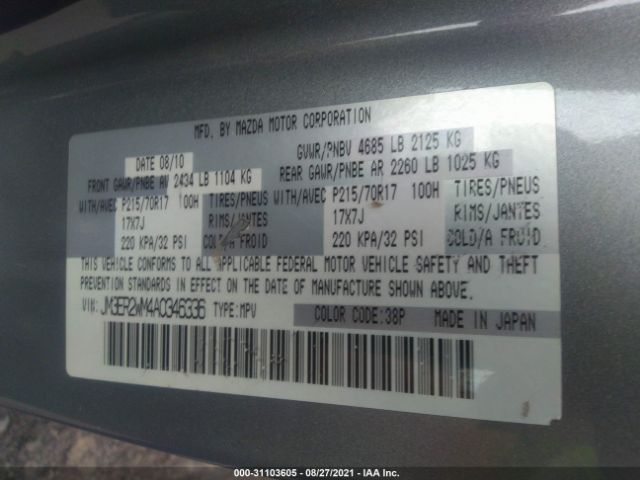 MFD. BY MAZDA MOTOR CORPORATION
DATE 08/10 GVWR/PNBV 4685 LB 2125 KG
FRONT GAWR/PNBE AV 2434 LB 1104 KG REAR GAWR/PNBE AR 2260 LB 1025 KG
WITH/AVEC P215/70R17 100H TIRES/PNEUS WITH/AVEC P215/70R17 100H TIRES/PNEUS
17X7J RIMS/JANTES 17X7J RIMS/JANTES
220 KPA/32 PSI COLD/A FROID 220 KPA/32 PSI COLD/A FROID
THIS VEHICLE CONFORMS TO ALL APPLICABLE FEDERAL MOTOR VEHICLE SAFETY AND THEFT
PREVENTION STANDARDS IN EFFECT ON THE DATE OF MANUFACTURE SHOWN ABOVE.
VIN: JM3ER2WM4A0346336 TYPE: MPV COLOR CODE: 38P MADE IN JAPAN
000-31103605 - 08/27/2021 - IAA Inc.